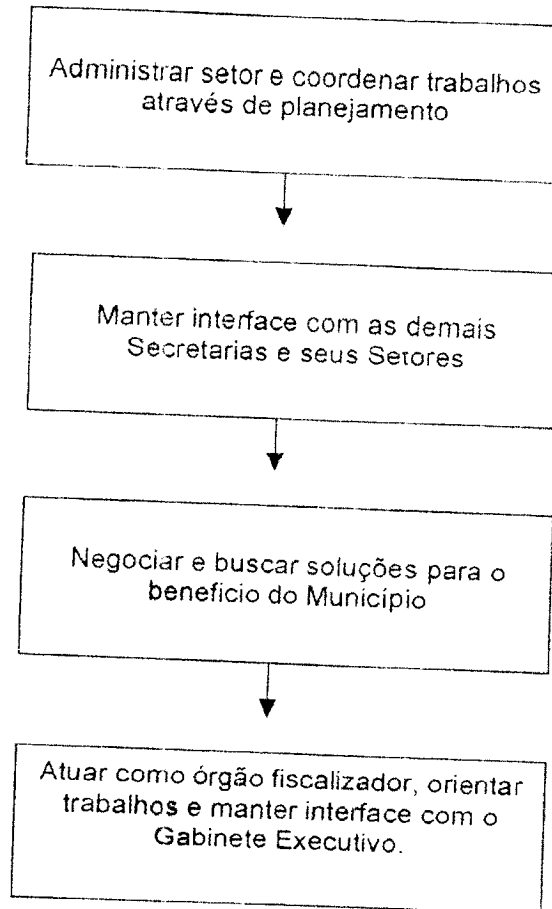 Administrar setor e coordenar trabalhos
através de planejamento
Manter interface com as demais
Secretarias e seus Setores
Negociar e buscar soluções para o
beneficio do Município
Atuar como órgão fiscalizador, orientar
trabalhos e manter interface com o
Gabinete Executivo.